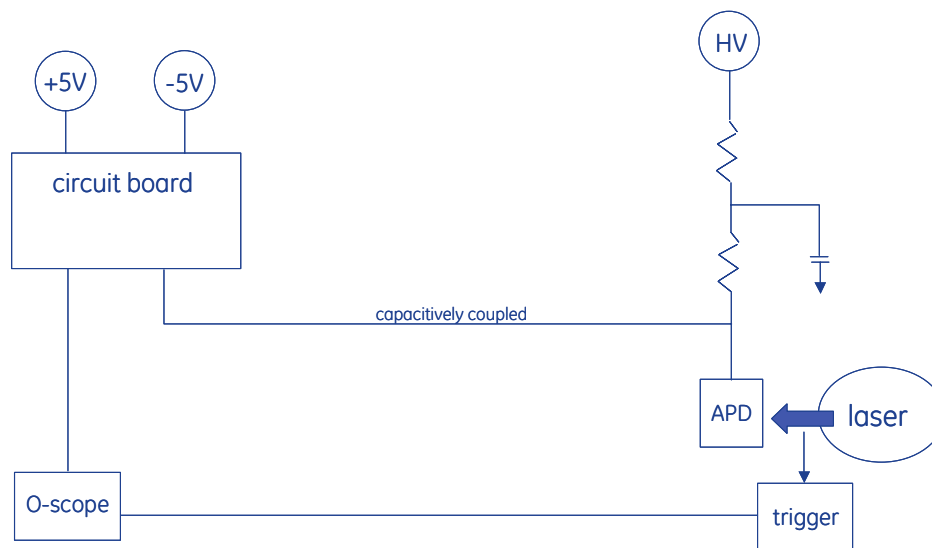 HV
+5V
-5V
circuit board
capacitively coupled
APD
laser
O-scope
trigger